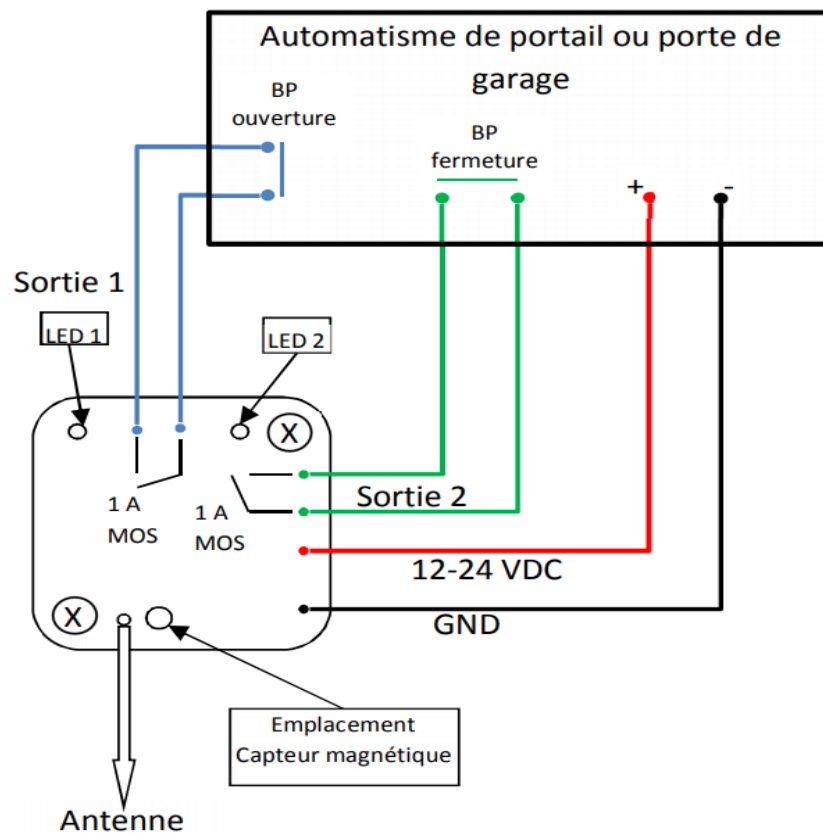 Automatisme de portail ou porte de
garage
BP
ouverture
BP
fermeture
+
-
Sortie 1
LED 1
LED 2
X
1 A
MOS
1 A
MOS
Sortie 2
12-24 VDC
GND
X
Emplacement
Capteur magnétique
Antenne